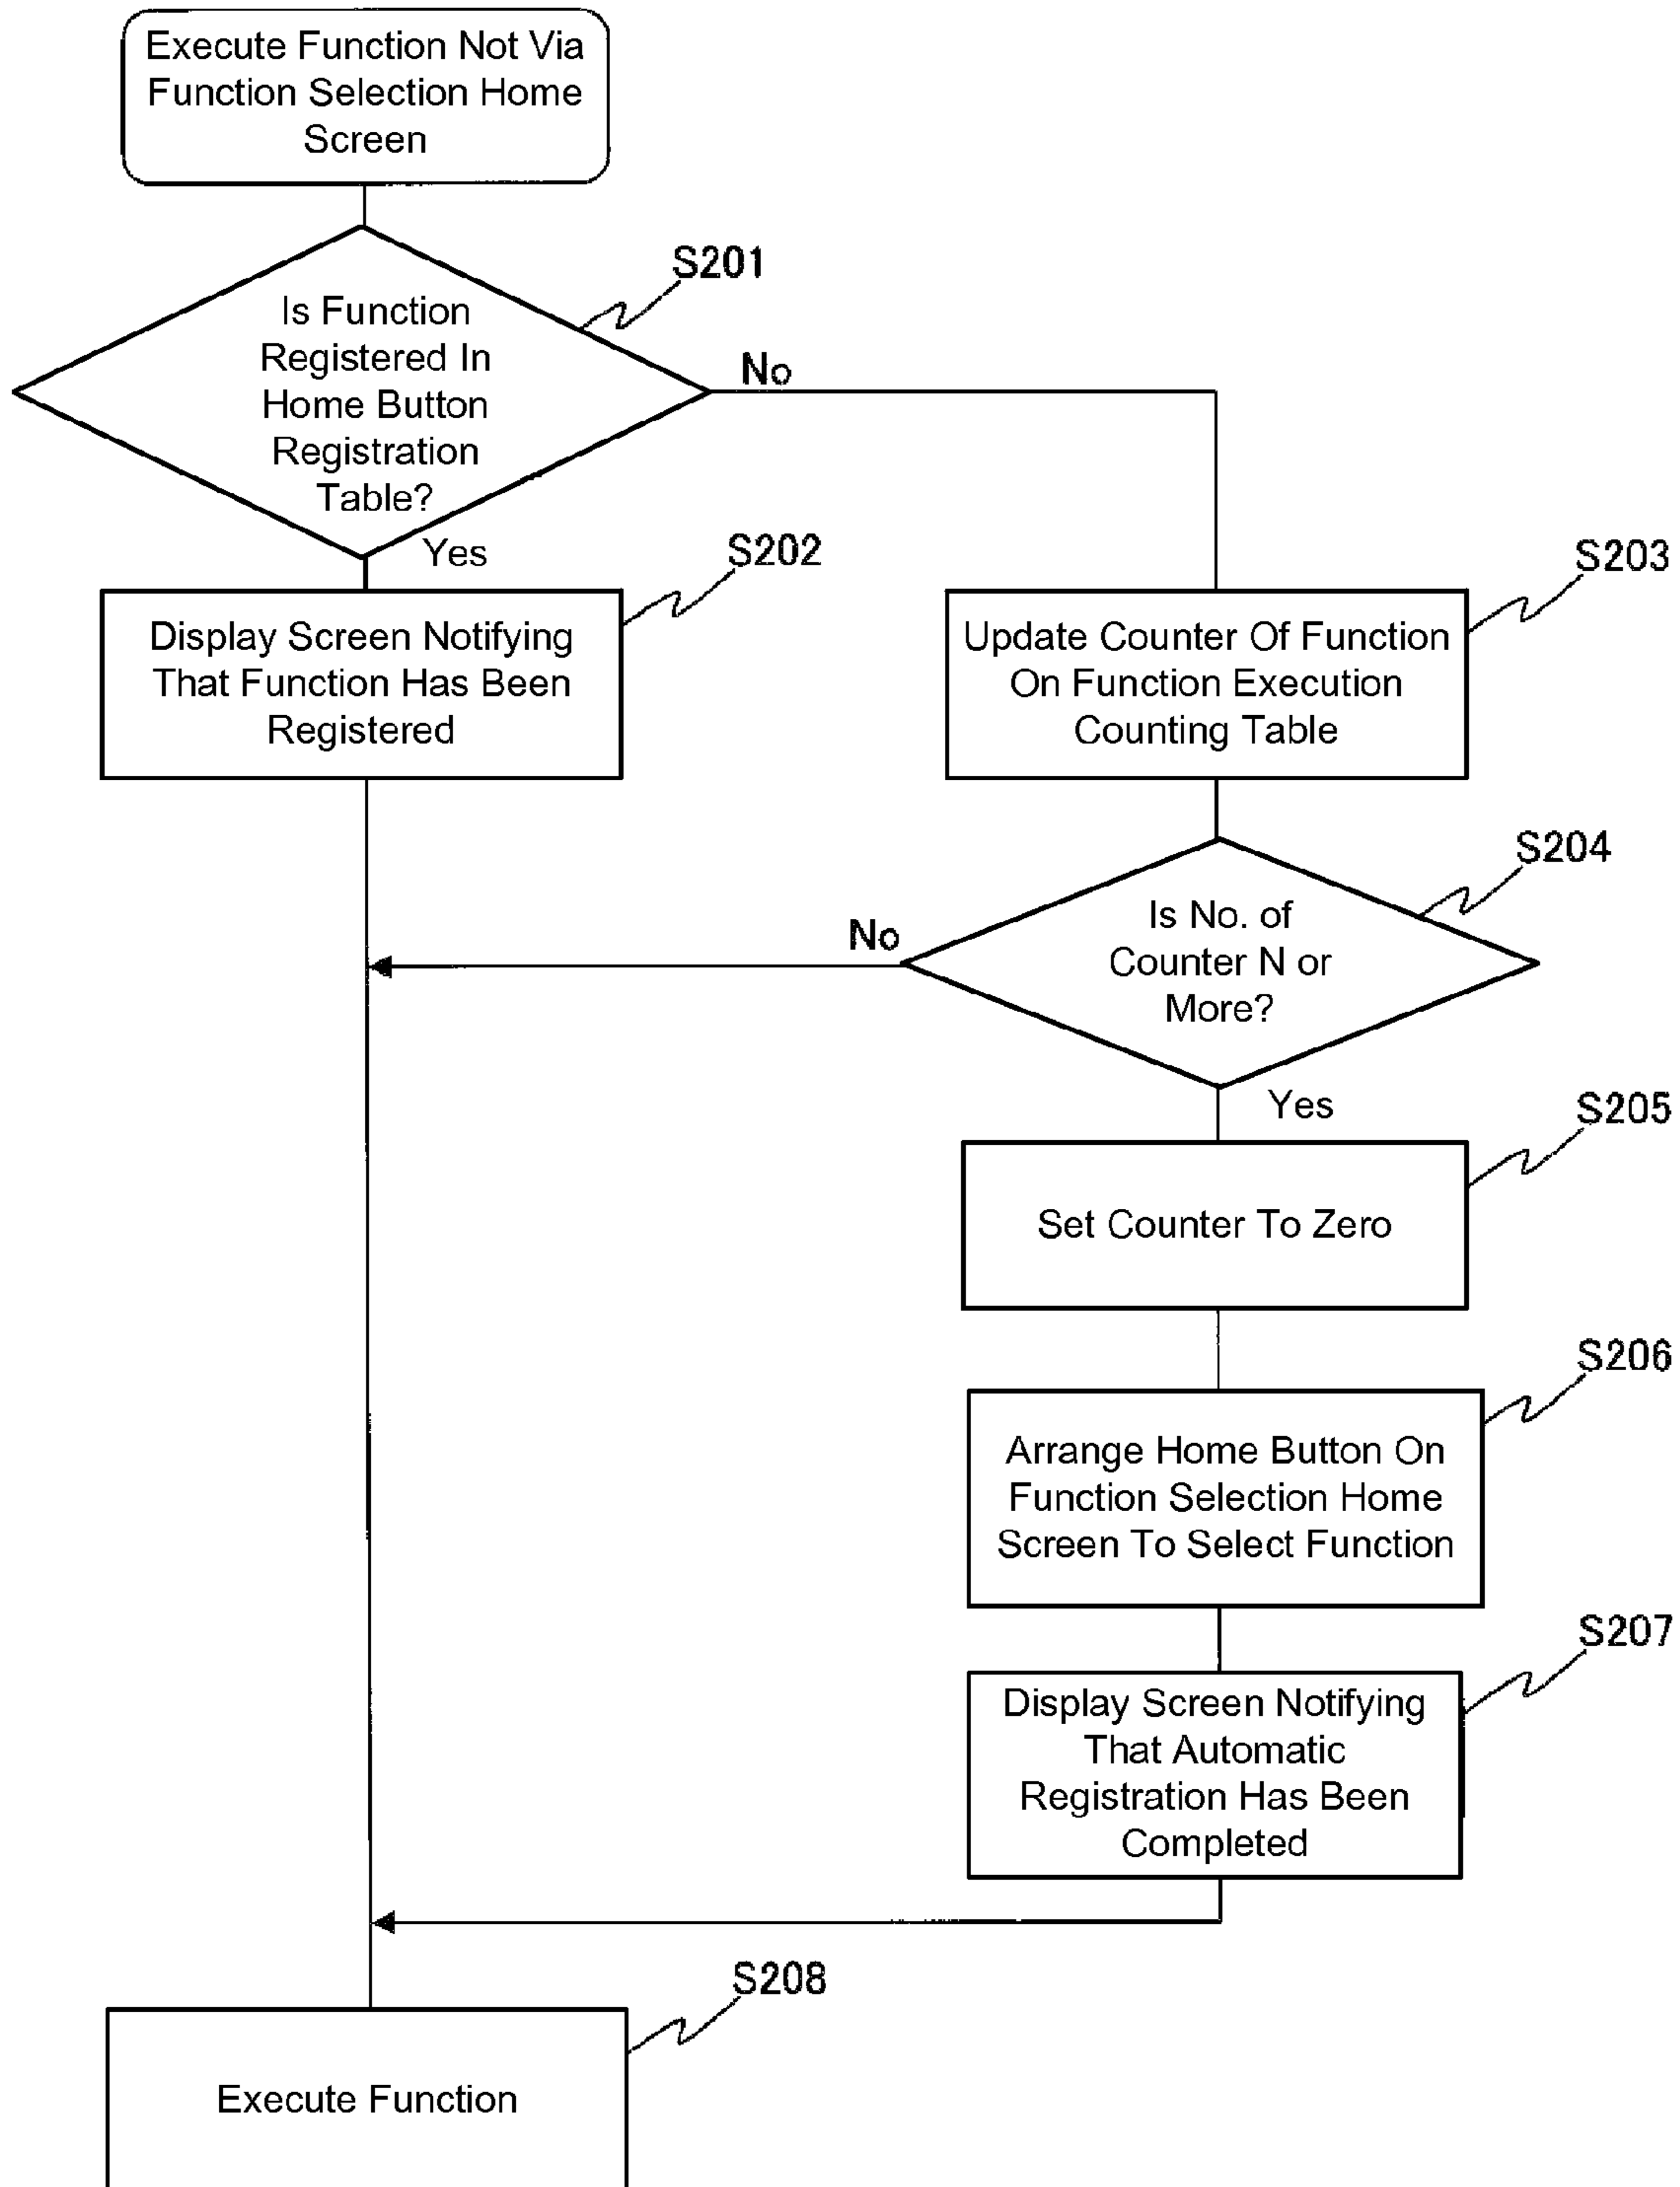 Execute Function Not Via
Function Selection Home
Screen
S201
Is Function
Registered In
Home Button
Registration
Table?
No
Yes
S202
Display Screen Notifying
That Function Has Been
Registered
S203
Update Counter Of Function
On Function Execution
Counting Table
S204
Is No. of
Counter N or
More?
No
Yes
S205
Set Counter To Zero
S206
Arrange Home Button On
Function Selection Home
Screen To Select Function
S207
Display Screen Notifying
That Automatic
Registration Has Been
Completed
S208
Execute Function